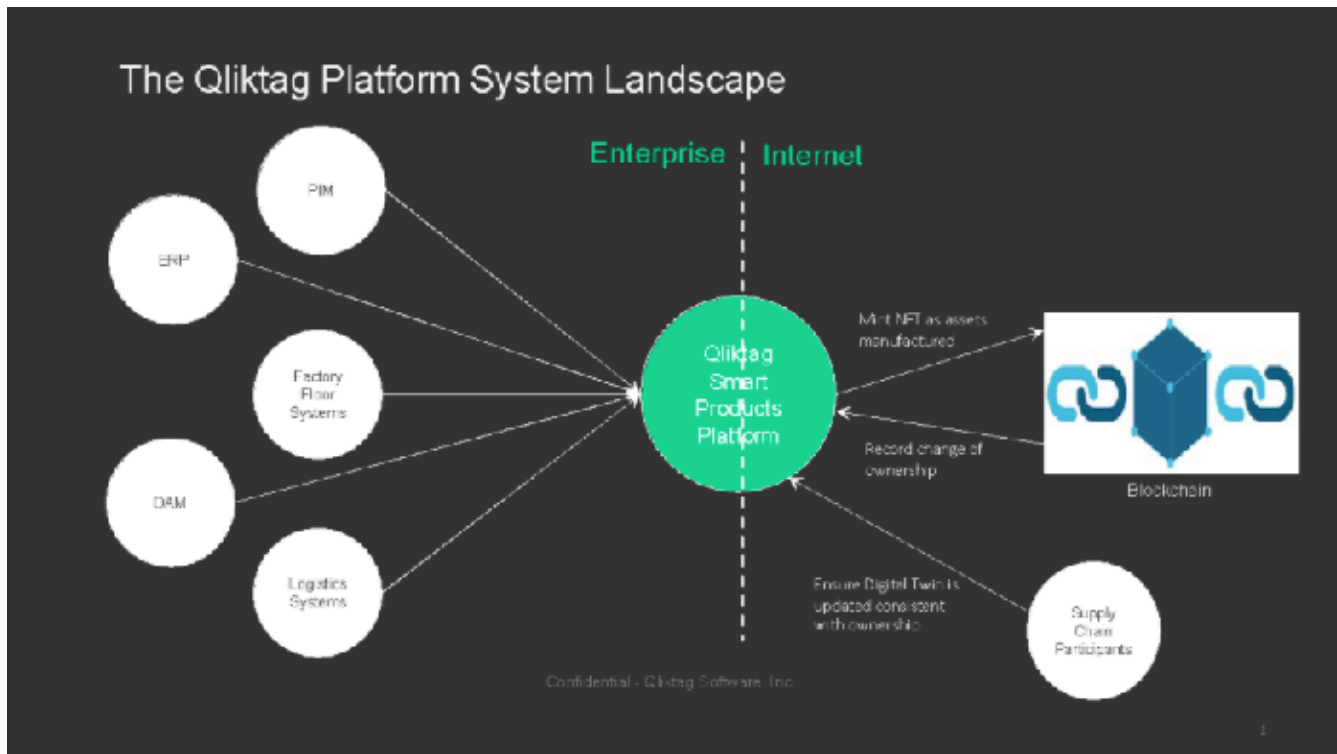 The Qliktag Platform System Landscape
Enterprise
Internet
PIM
ERP
Factory
Floor
Systems
DAM
Logistics
Systems
Qliktag
Smart
Products
Platform
Mint NFT as assets
manufactured
Record change of
ownership
Blockchain
Ensure Digital Twin is
updated consistent
with ownership
Supply
Chain
Participants
Confidential - Qliktag Software, Inc
1